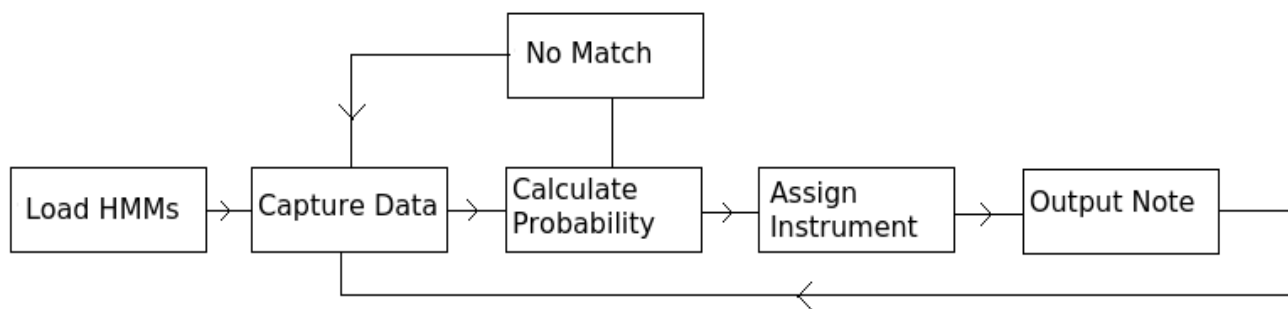 No Match
Load HMMs
Capture Data
Calculate
Probability
Assign
Instrument
Output Note